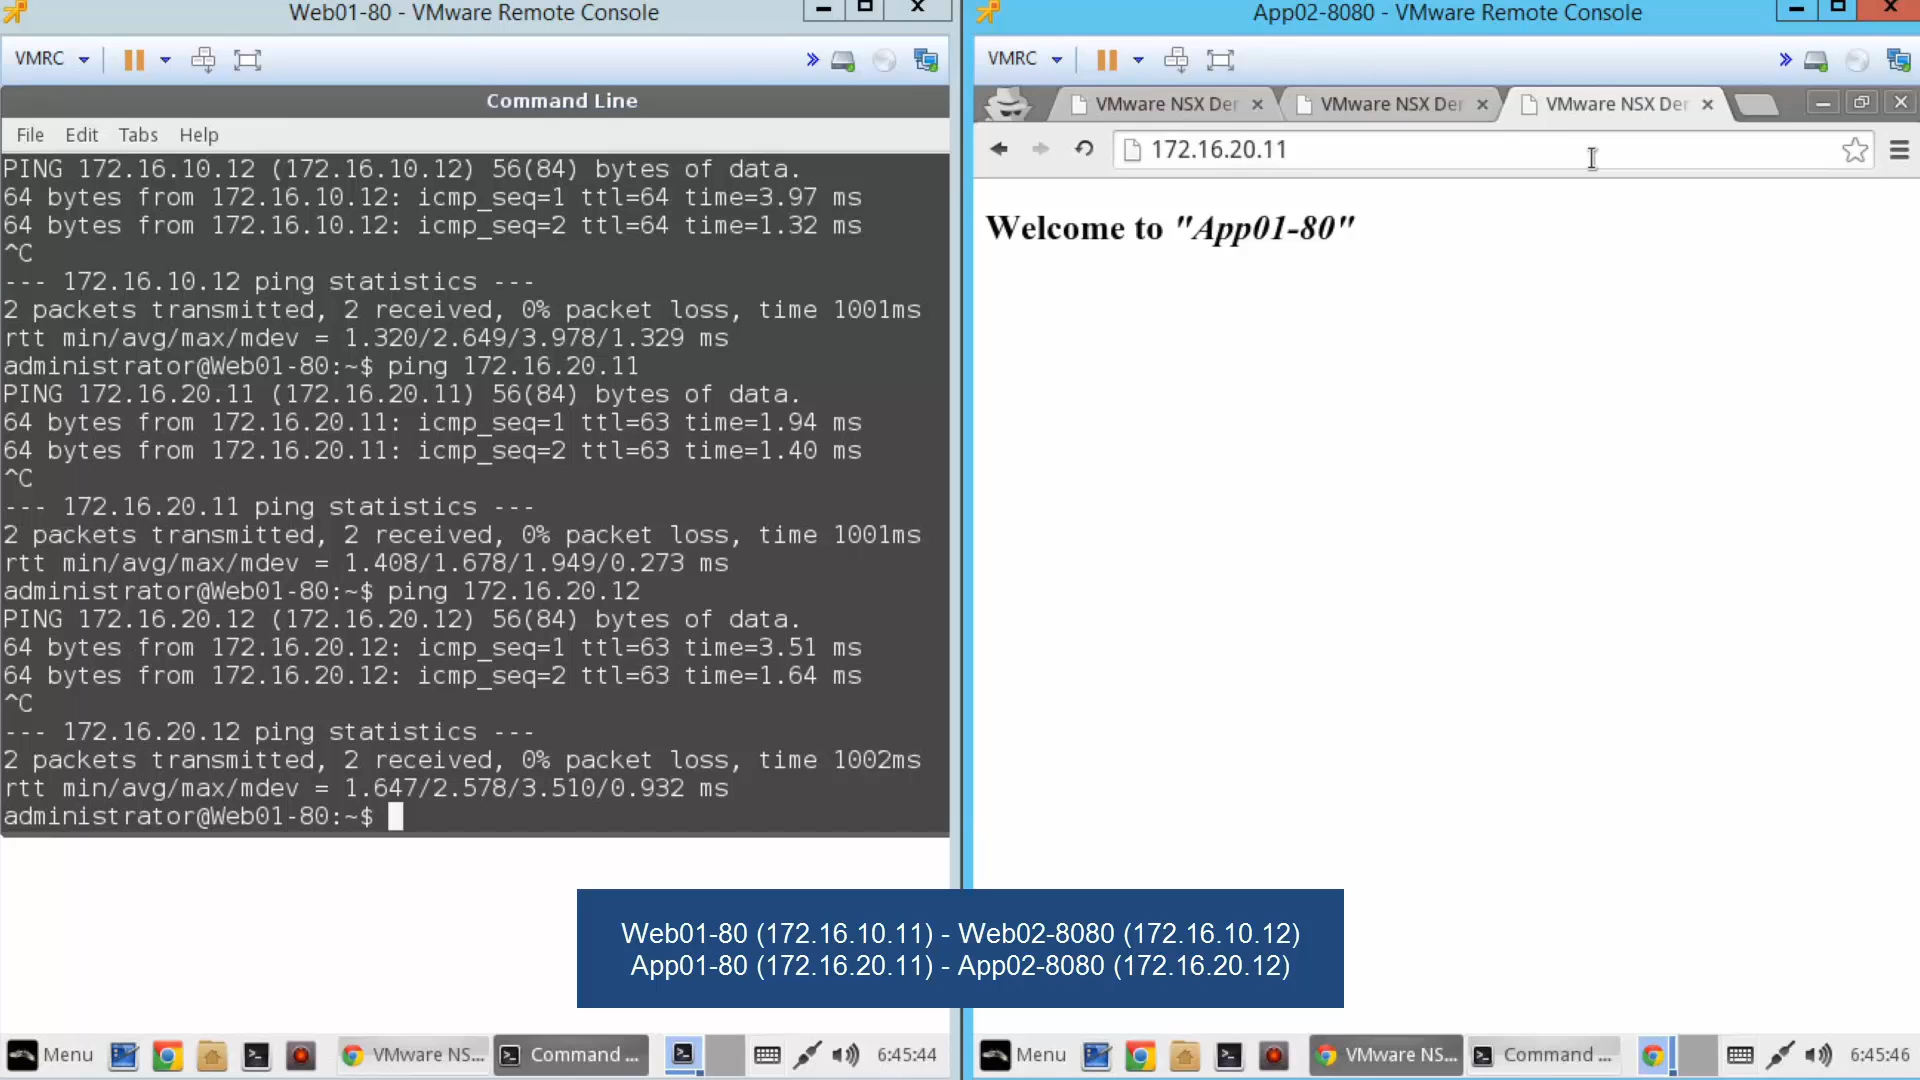 Web01-80 - VMware Remote Console
VMRC
Command Line
File Edit Tabs Help
PING 172.16.10.12 (172.16.10.12) 56(84) bytes of data.
64 bytes from 172.16.10.12: icmp_seq=1 ttl=64 time=3.97 ms
64 bytes from 172.16.10.12: icmp_seq=2 ttl=64 time=1.32 ms
^C
--- 172.16.10.12 ping statistics ---
2 packets transmitted, 2 received, 0% packet loss, time 1001ms
rtt min/avg/max/mdev = 1.320/2.649/3.978/1.329 ms
administrator@Web01-80:~$ ping 172.16.20.11
PING 172.16.20.11 (172.16.20.11) 56(84) bytes of data.
64 bytes from 172.16.20.11: icmp_seq=1 ttl=63 time=1.94 ms
64 bytes from 172.16.20.11: icmp_seq=2 ttl=63 time=1.40 ms
^C
--- 172.16.20.11 ping statistics ---
2 packets transmitted, 2 received, 0% packet loss, time 1001ms
rtt min/avg/max/mdev = 1.408/1.678/1.949/0.273 ms
administrator@Web01-80:~$ ping 172.16.20.12
PING 172.16.20.12 (172.16.20.12) 56(84) bytes of data.
64 bytes from 172.16.20.12: icmp_seq=1 ttl=63 time=3.51 ms
64 bytes from 172.16.20.12: icmp_seq=2 ttl=63 time=1.64 ms
^C
--- 172.16.20.12 ping statistics ---
2 packets transmitted, 2 received, 0% packet loss, time 1002ms
rtt min/avg/max/mdev = 1.647/2.578/3.510/0.932 ms
administrator@Web01-80:~$
Menu VMware NS... Command ... 6:45:44
App02-8080 - VMware Remote Console
VMRC
VMware NSX Der VMware NSX Der VMware NSX Der
172.16.20.11
Welcome to "App01-80"
Menu VMware NS... Command ... 6:45:46
Web01-80 (172.16.10.11) - Web02-8080 (172.16.10.12)
App01-80 (172.16.20.11) - App02-8080 (172.16.20.12)